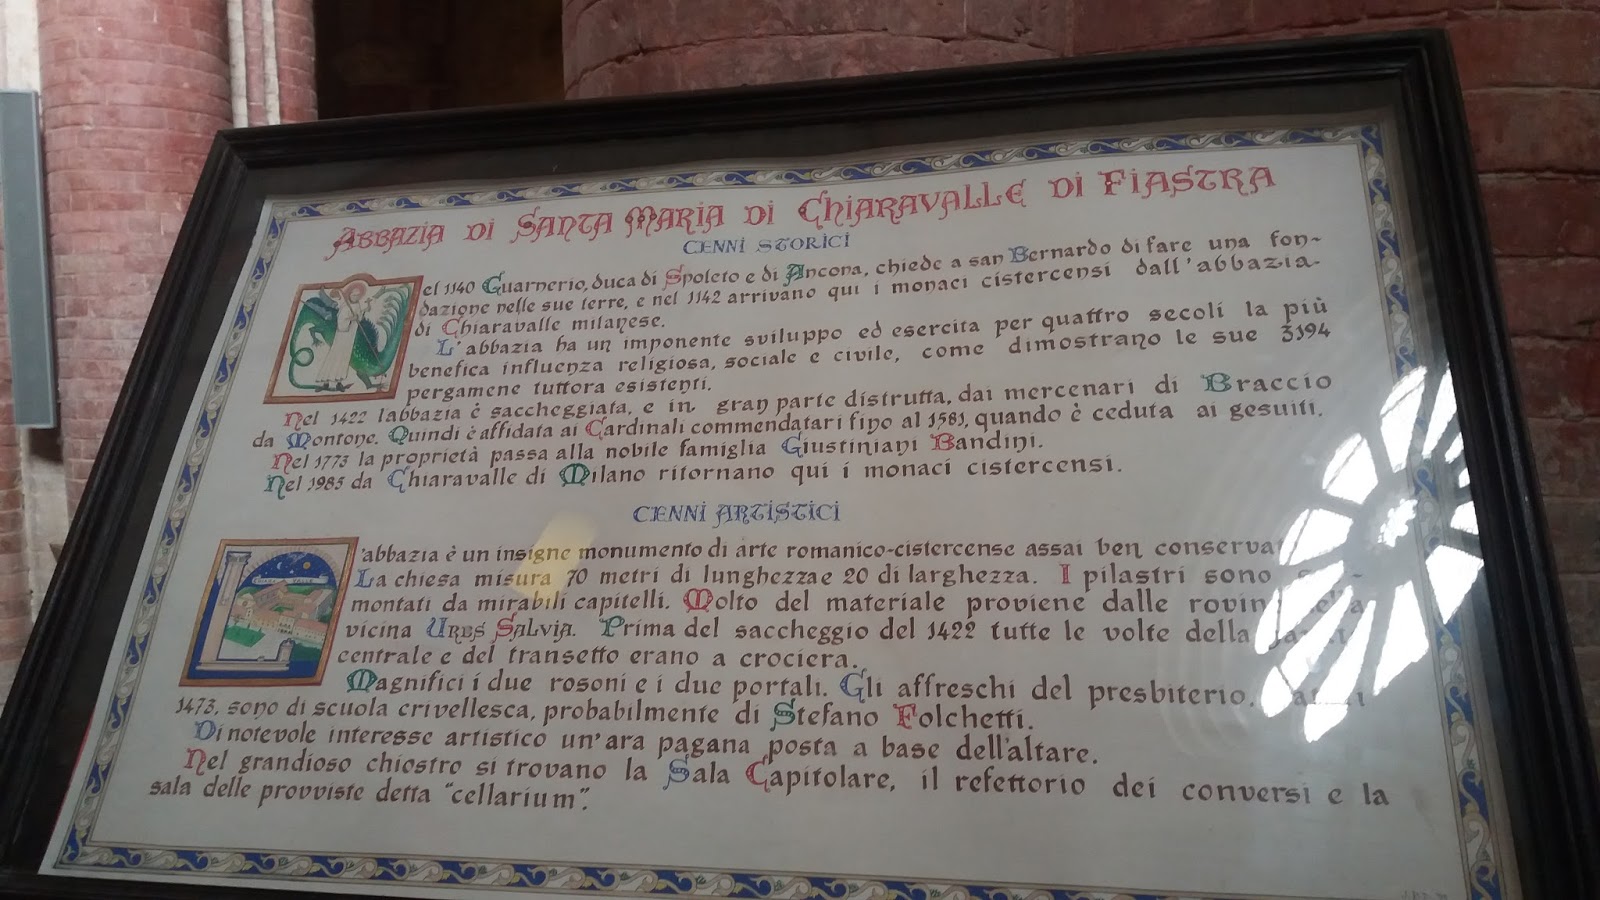 ABBAZIA DI SANTA MARIA DI CHIARAVALLE DI FIASTRA
CENNI STORICI
el 1140 Guarnerio, duca di Spoleto e di Ancona, chiede a san Bernardo di fare una fon-
dazione nelle sue terre, e nel 1142 arrivano qui i monaci cistercensi dall'abbazia
di Chiaravalle milanese.
L'abbazia ha un imponente sviluppo ed esercita per quattro secoli la più
benefica influenza religiosa, sociale e civile, come dimostrano le sue 3194
pergamene tuttora esistenti.
Nel 1422 l'abbazia è saccheggiata, e in gran parte distrutta, dai mercenari di Braccio
da Montone. Quindi è affidata ai Cardinali commendatari fino al 1581, quando è ceduta ai gesuiti.
Nel 1773 la proprietà passa alla nobile famiglia Giustiniani Bandini.
Nel 1985 da Chiaravalle di Milano ritornano qui i monaci cistercensi.
CENNI ARTISTICI
'abbazia è un insigne monumento di arte romanico-cistercense assai ben
La chiesa misura 70 metri di lunghezza e 20 di larghezza. I pilastri sono
montati da mirabili capitelli. Molto del materiale proviene dalle
vicina URBS SALVIA. Prima del saccheggio del 1422 tutte le volte della
centrale e del transetto erano a crociera.
Magnifici i due rosoni e i due portali. Gli affreschi del presbiterio,
1473, sono di scuola crivellesca, probabilmente di Stefano Folchetti.
Di notevole interesse artistico un'ara pagana posta a base dell'altare.
Nel grandioso chiostro si trovano la Sala Capitolare, il refettorio dei conversi e la
sala delle provviste detta "cellarium".